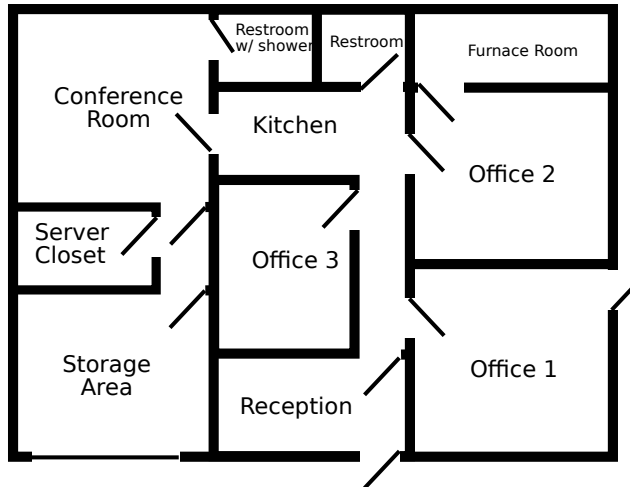 Restroom
w/ shower
Restroom
Furnace Room
Conference
Room
Kitchen
Office 2
Server
Closet
Office 3
Storage
Area
Office 1
Reception